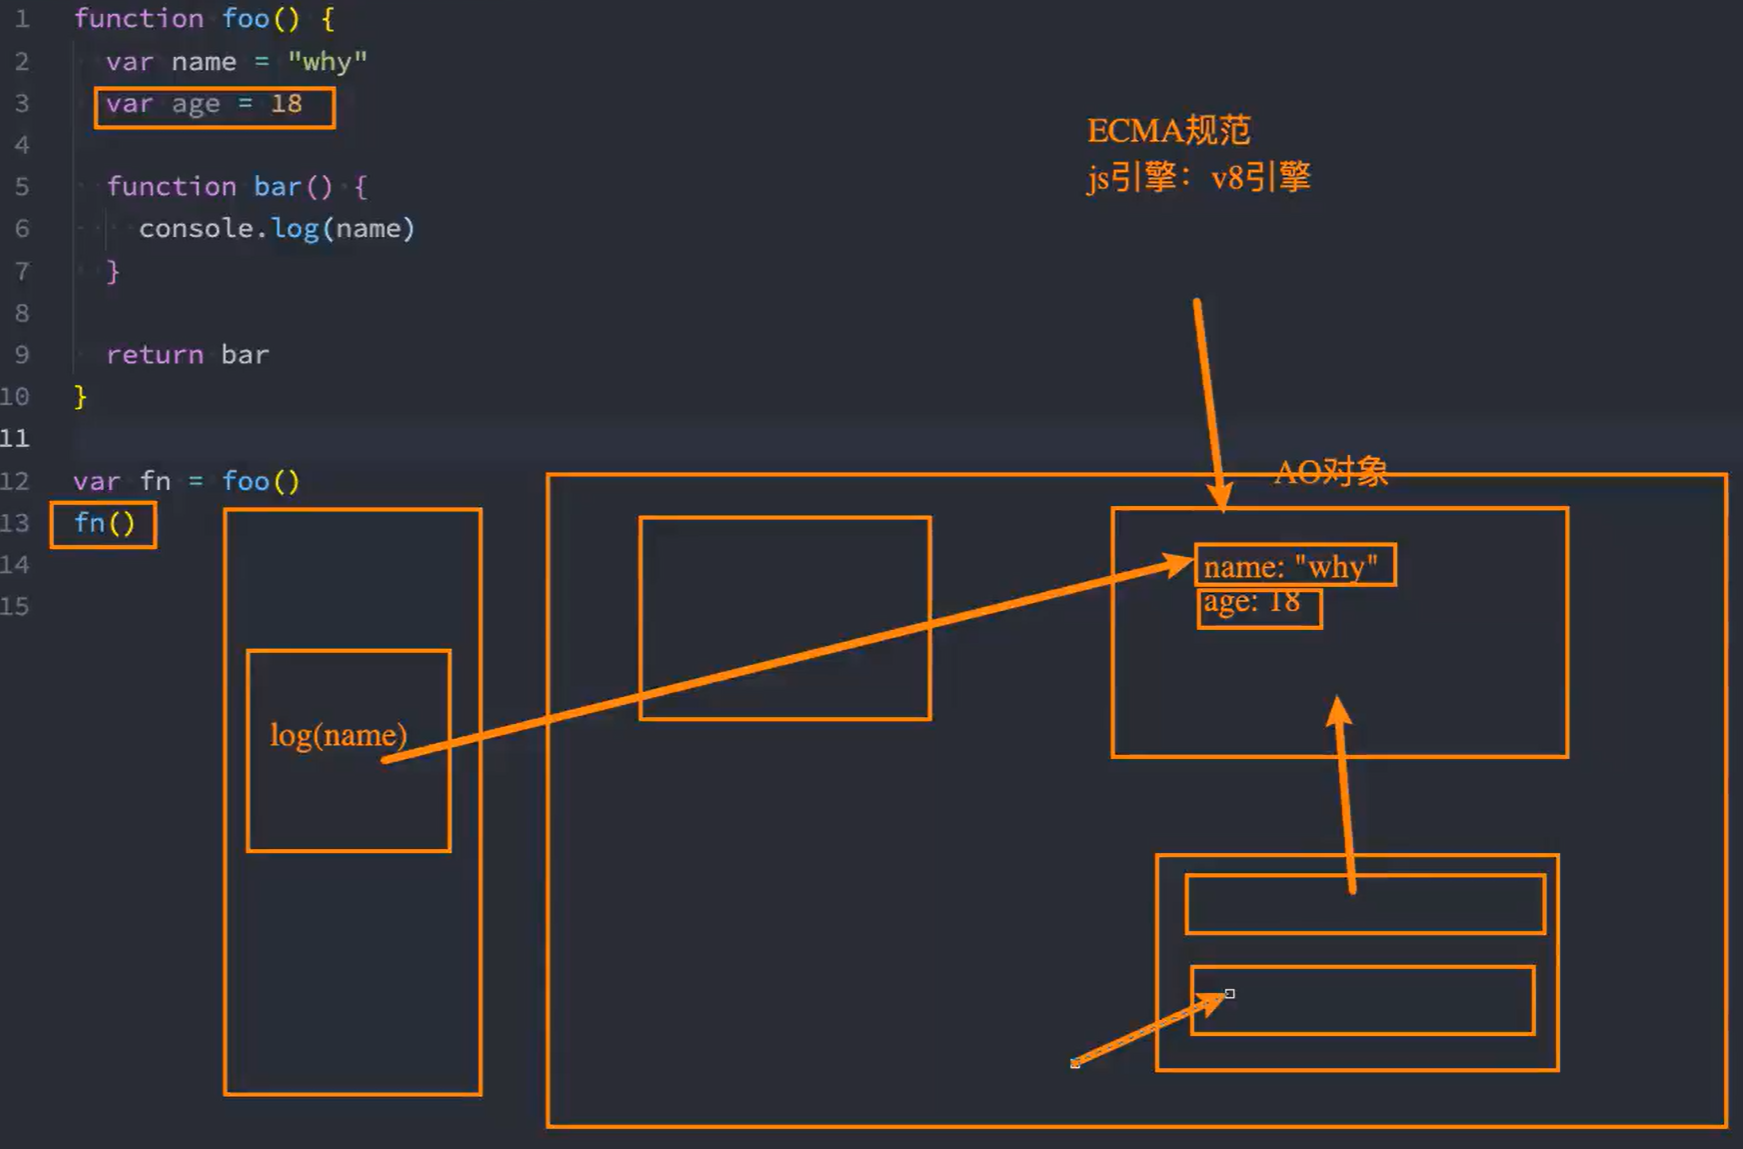 1 function foo() {
2 var name = "why"
3 var age = 18
4
5 function bar() {
6 console.log(name)
7 }
8
9 return bar
10 }
11
12 var fn = foo()
13 fn()
14
15
ECMA规范
js引擎：v8引擎
AO对象
name: "why"
age: 18
log(name)